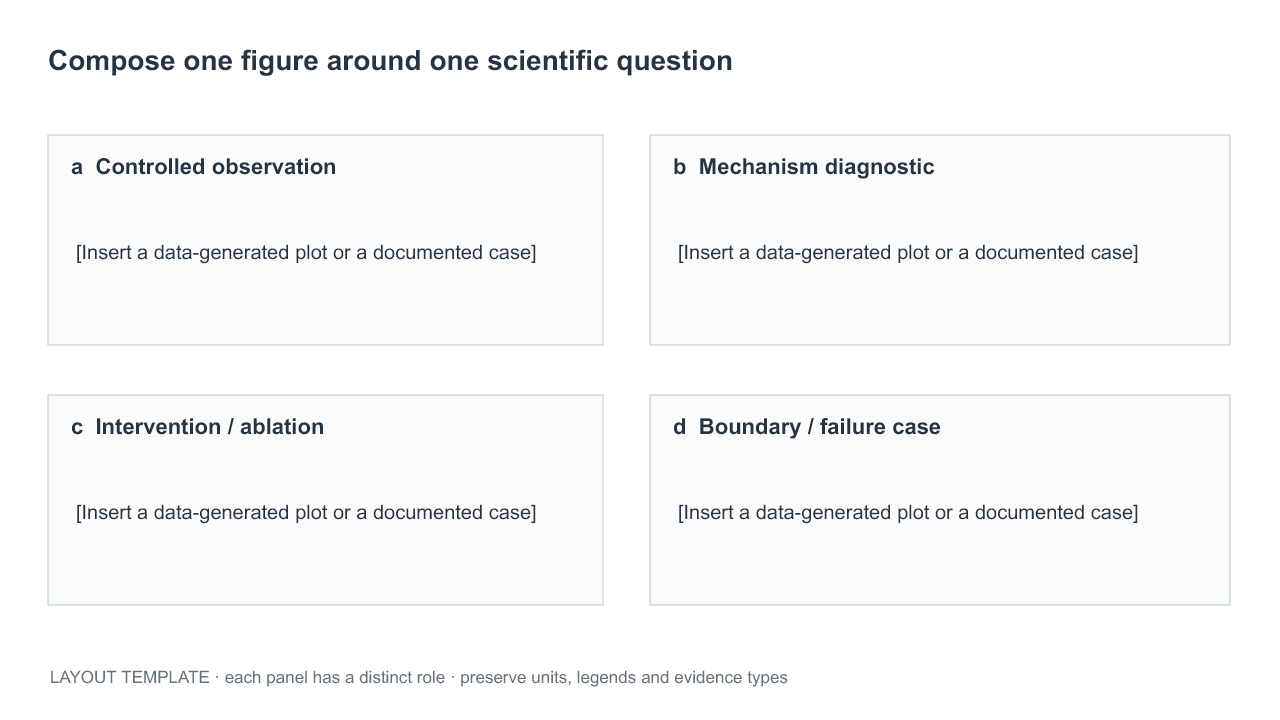 Compose one figure around one scientific question
a Controlled observation
[Insert a data-generated plot or a documented case]
b Mechanism diagnostic
[Insert a data-generated plot or a documented case]
c Intervention / ablation
[Insert a data-generated plot or a documented case]
d Boundary / failure case
[Insert a data-generated plot or a documented case]
LAYOUT TEMPLATE · each panel has a distinct role · preserve units, legends and evidence types